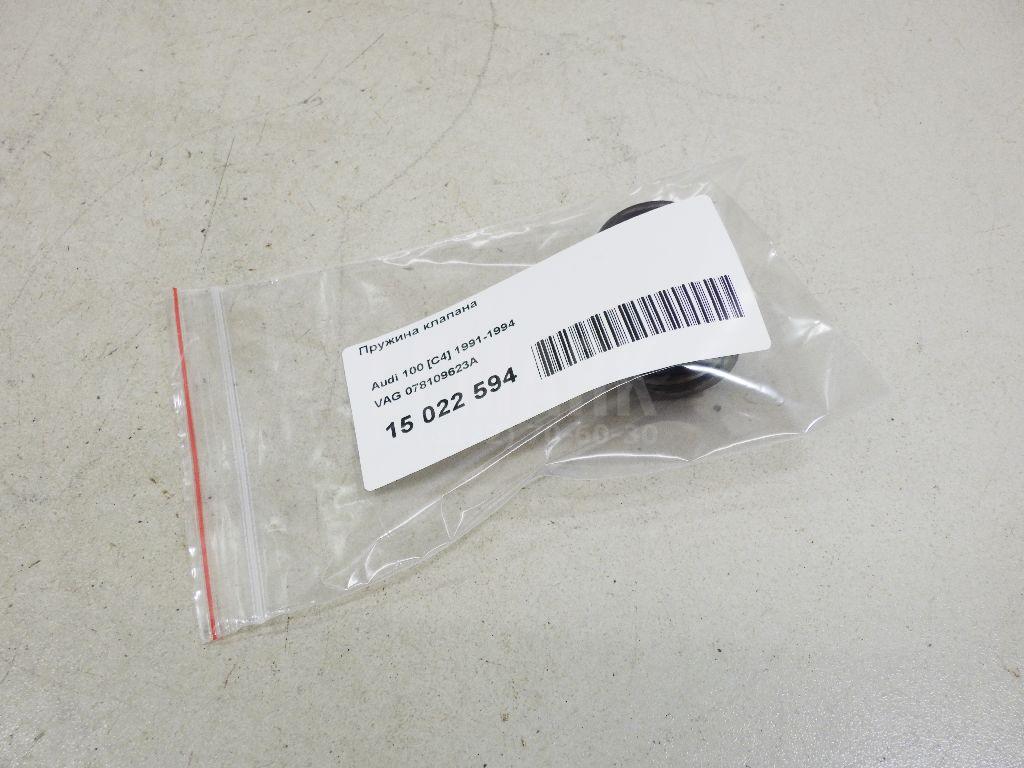 Пружина клапана
Audi 100 [C4] 1991-1994
VAG 078109623A
15 022 594